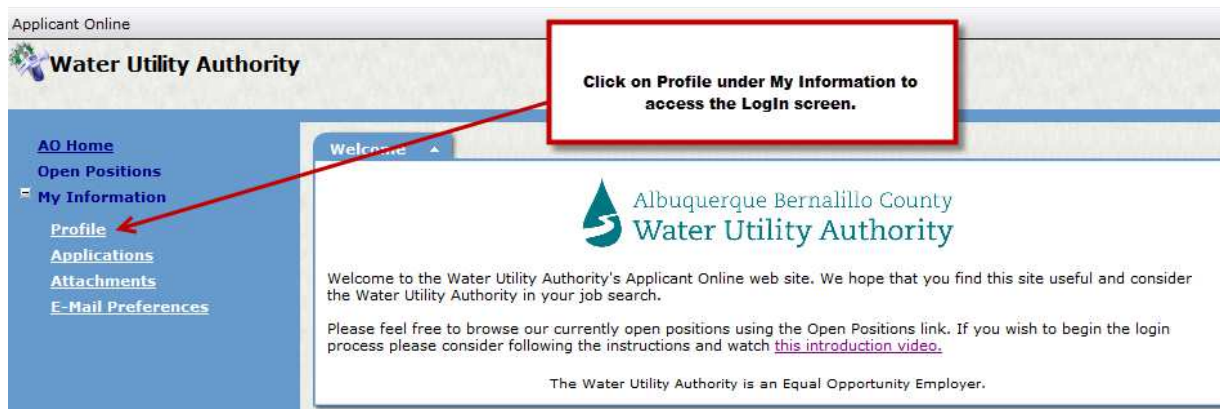 Applicant Online
Water Utility Authority
Click on Profile under My Information to
access the LogIn screen.
AO Home
Open Positions
My Information
Profile
Applications
Attachments
E-Mail Preferences
Welcome
Albuquerque Bernalillo County
Water Utility Authority
Welcome to the Water Utility Authority's Applicant Online web site. We hope that you find this site useful and consider
the Water Utility Authority in your job search.
Please feel free to browse our currently open positions using the Open Positions link. If you wish to begin the login
process please consider following the instructions and watch this introduction video.
The Water Utility Authority is an Equal Opportunity Employer.